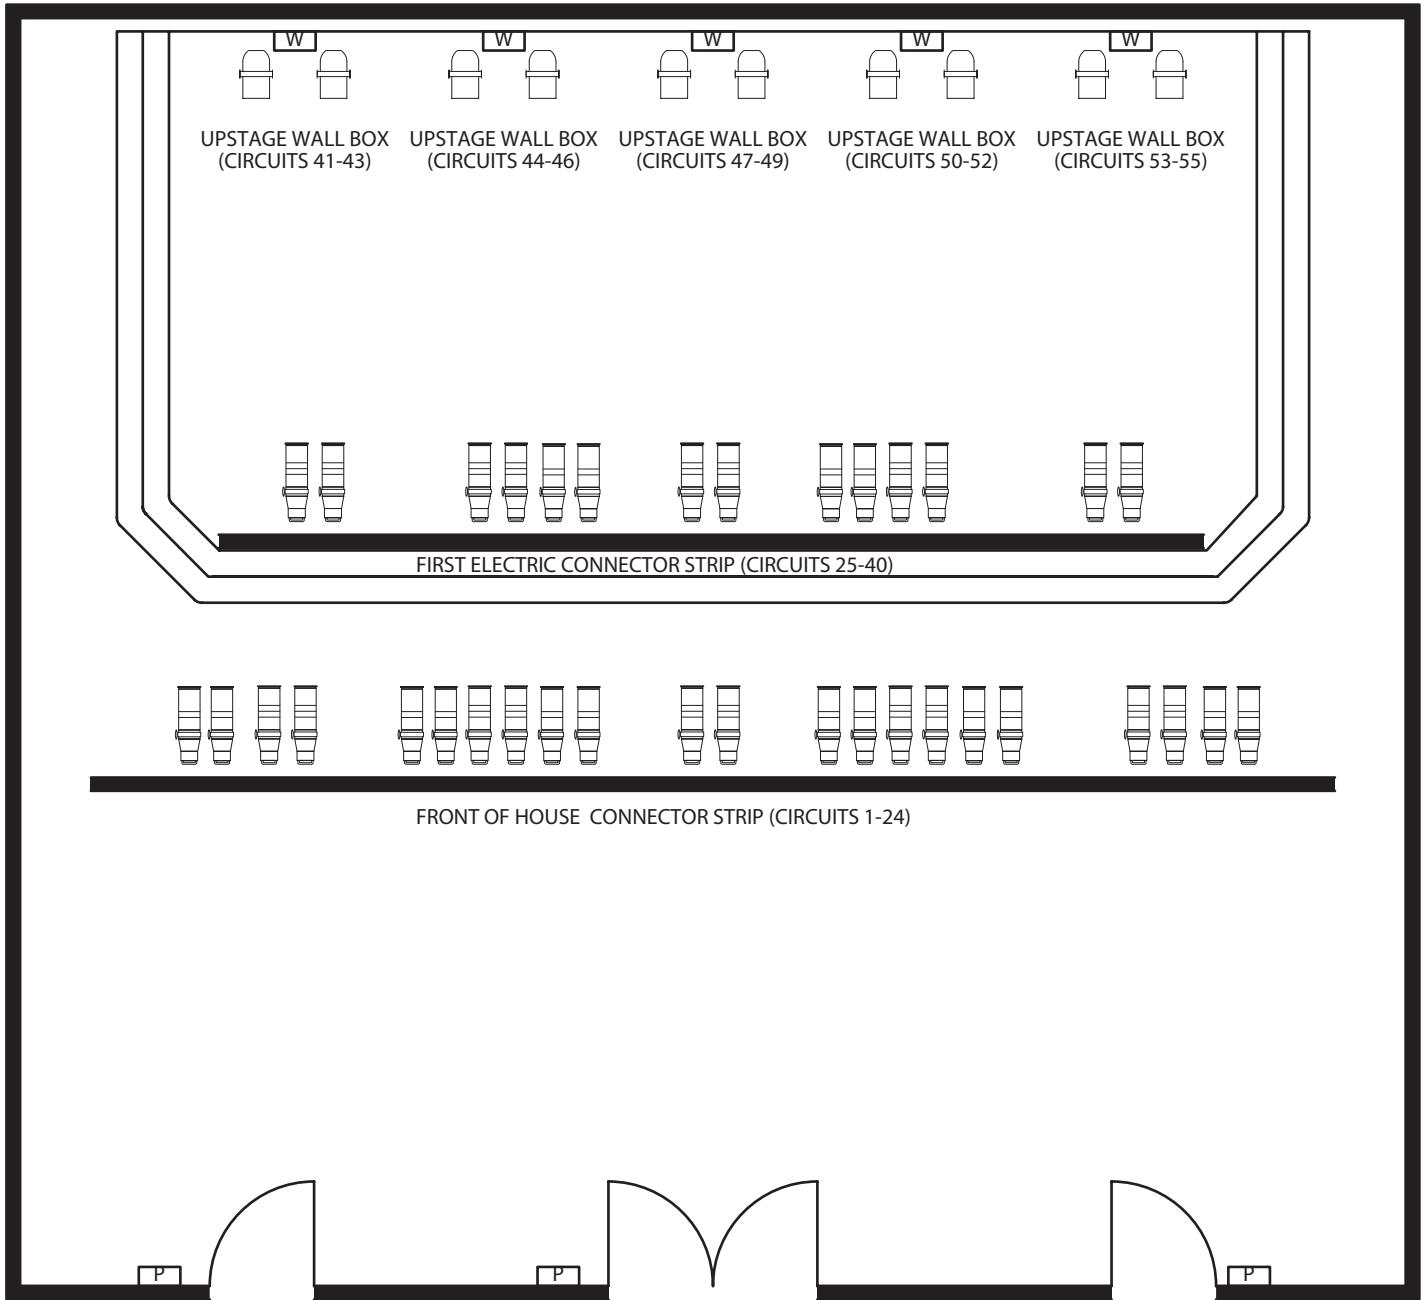 W W W W W
UPSTAGE WALL BOX
(CIRCUITS 41-43)
UPSTAGE WALL BOX
(CIRCUITS 44-46)
UPSTAGE WALL BOX
(CIRCUITS 47-49)
UPSTAGE WALL BOX
(CIRCUITS 50-52)
UPSTAGE WALL BOX
(CIRCUITS 53-55)
FIRST ELECTRIC CONNECTOR STRIP (CIRCUITS 25-40)
FRONT OF HOUSE CONNECTOR STRIP (CIRCUITS 1-24)
P P P